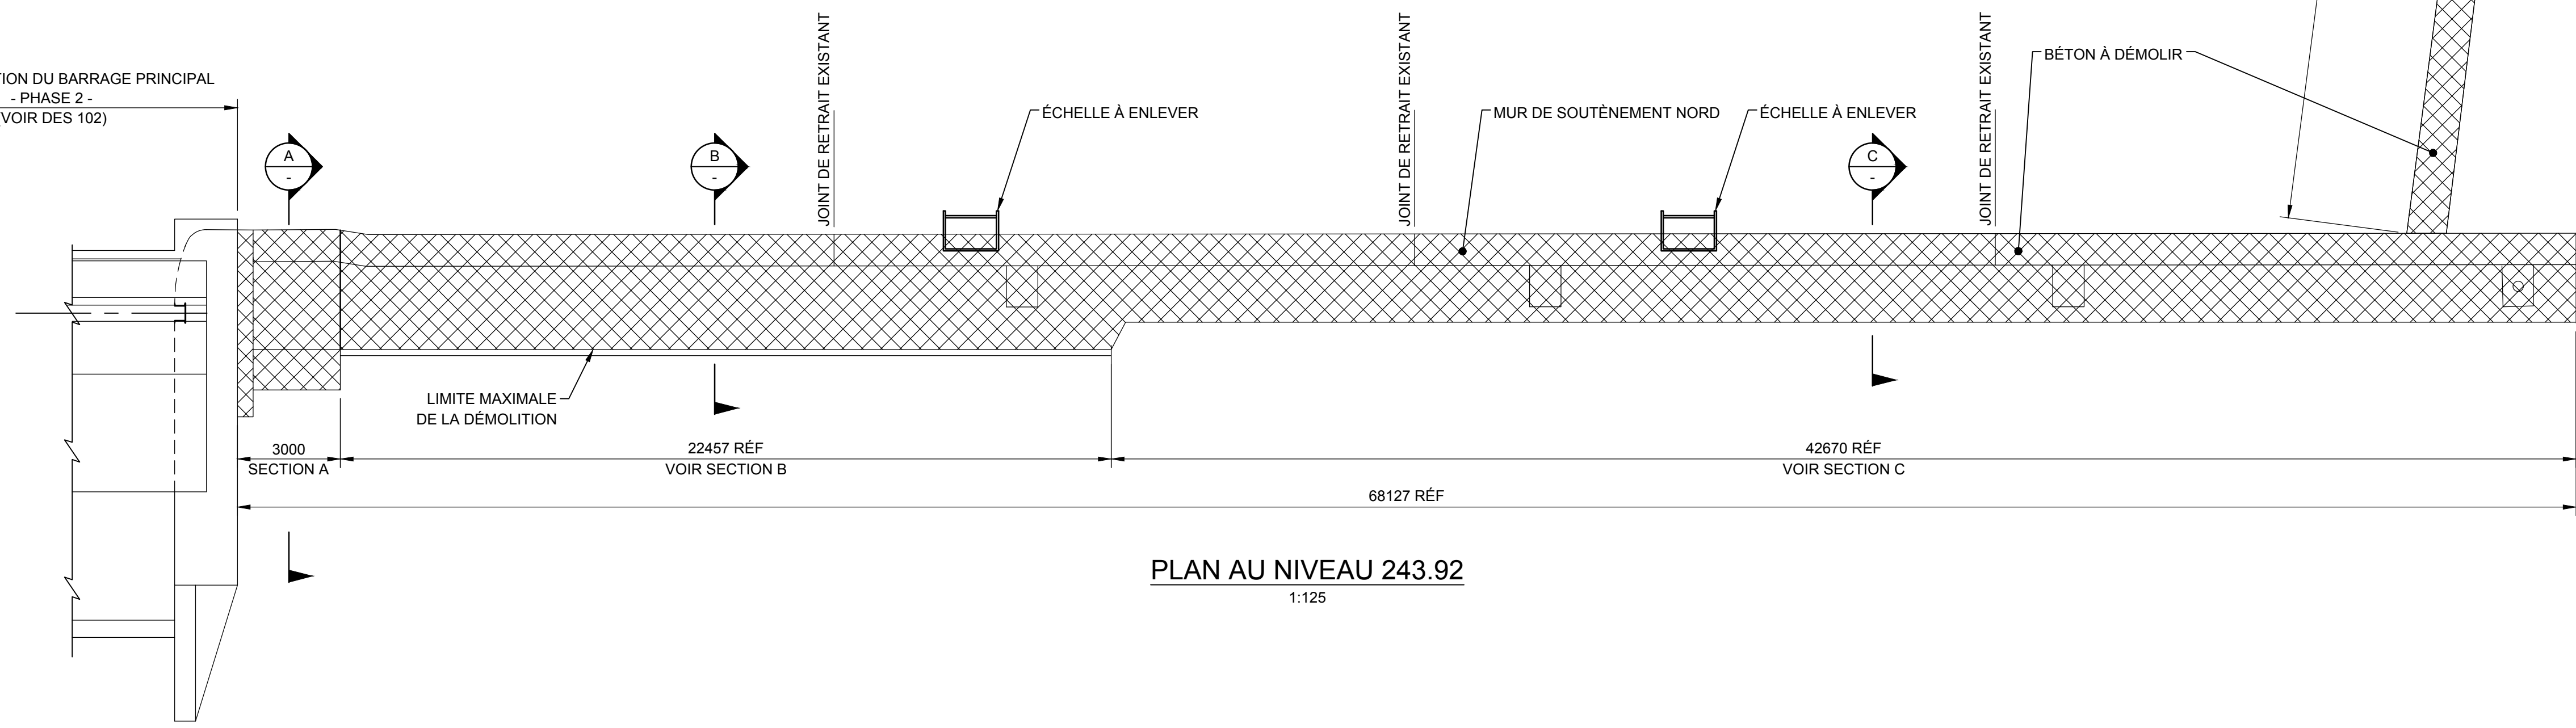 TION DU BARRAGE PRINCIPAL
- PHASE 2 -
(VOIR DES 102)
A
-
B
-
JOINT DE RETRAIT EXISTANT
ÉCHELLE À ENLEVER
JOINT DE RETRAIT EXISTANT
MUR DE SOUTÈNEMENT NORD
ÉCHELLE À ENLEVER
C
-
JOINT DE RETRAIT EXISTANT
BÉTON À DÉMOLIR
LIMITE MAXIMALE
DE LA DÉMOLITION
3000
SECTION A
22457 RÉF
VOIR SECTION B
42670 RÉF
VOIR SECTION C
68127 RÉF
PLAN AU NIVEAU 243.92
1:125